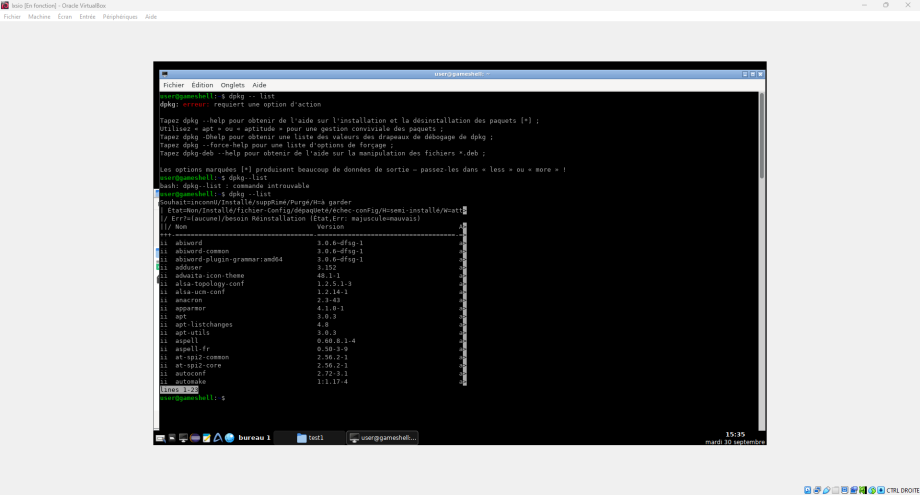 lssio [En fonction] - Oracle VirtualBox
Fichier Machine Écran Entrée Périphériques Aide
user@gameshell: ~
Fichier Édition Onglets Aide
user@gameshell: $ dpkg -- list
dpkg: erreur: requiert une option d'action
Tapez dpkg --help pour obtenir de l'aide sur l'installation et la désinstallation des paquets [*] ;
Utilisez « apt » ou « aptitude » pour une gestion conviviale des paquets ;
Tapez dpkg -Dhelp pour obtenir une liste des valeurs des drapeaux de débogage de dpkg ;
Tapez dpkg --force-help pour une liste d'options de forçage ;
Tapez dpkg-deb --help pour obtenir de l'aide sur la manipulation des fichiers *.deb ;
Les options marquées [*] produisent beaucoup de données de sortie — passez-les dans « less » ou « more » !
user@gameshell: $ dpkg--list
bash: dpkg--list : commande introuvable
user@gameshell: $ dpkg --list
Souhait=inconnU/Installé/suppRimé/Purgé/H=à garder
| État=Non/Installé/fichier-Config/dépaqUeté/échec-conFig/H=semi-installé/W=att>
|/ Err?=(aucune)/besoin Réinstallation (État,Err: majuscule=mauvais)
||/ Nom Version A>
+++-====================================-====================================-=>
ii abiword 3.0.6~dfsg-1 a>
ii abiword-common 3.0.6~dfsg-1 a>
ii abiword-plugin-grammar:amd64 3.0.6~dfsg-1 a>
ii adduser 3.152 a>
ii adwaita-icon-theme 48.1-1 a>
ii alsa-topology-conf 1.2.5.1-3 a>
ii alsa-ucm-conf 1.2.14-1 a>
ii anacron 2.3-43 a>
ii apparmor 4.1.0-1 a>
ii apt 3.0.3 a>
ii apt-listchanges 4.8 a>
ii apt-utils 3.0.3 a>
ii aspell 0.60.8.1-4 a>
ii aspell-fr 0.50-3-9 a>
ii at-spi2-common 2.56.2-1 a>
ii at-spi2-core 2.56.2-1 a>
ii autoconf 2.72-3.1 a>
ii automake 1:1.17-4 a>
lines 1-23
user@gameshell: $
bureau 1 test1 user@gameshell:... 15:35
mardi 30 septembre
CTRL DROITE